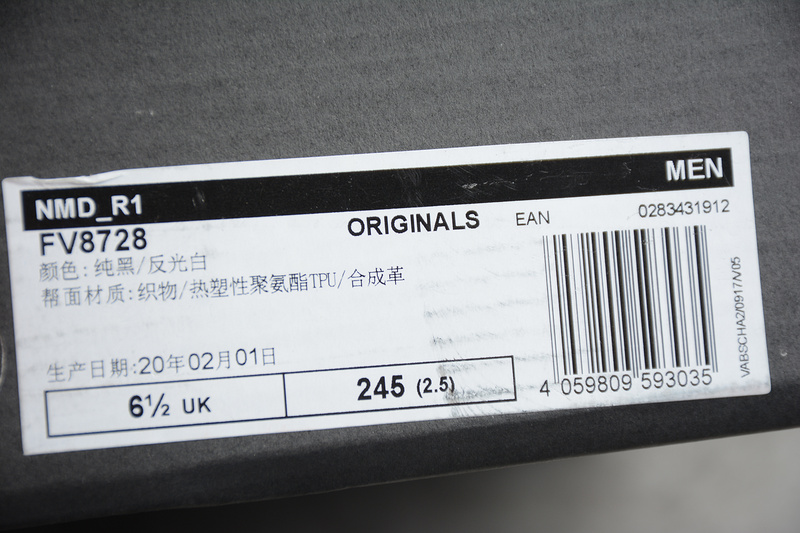 NMD_R1
MEN
FV8728
ORIGINALS
EAN
0283431912
颜色: 纯黑/反光白
帮面材质: 织物/热塑性聚氨酯TPU/合成革
生产日期: 20年02月01日
6½ UK
245 (2.5)
4 059809 593035
VABSCHA2/0917/V05